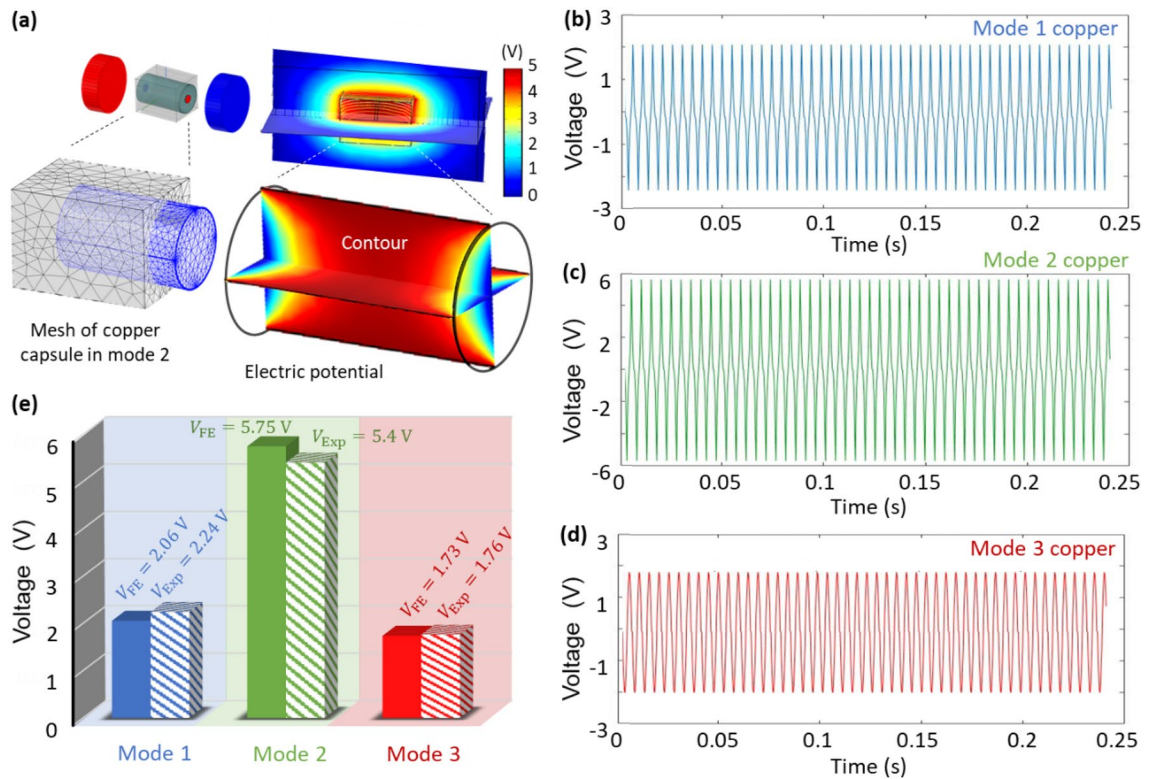 (a)
(V)
5
4
3
2
1
0
Contour
Mesh of copper
capsule in mode 2
Electric potential
(b)
Mode 1 copper
Voltage (V)
3
1
-1
-3
0
0.05
0.1
0.15
0.2
0.25
Time (s)
(c)
Mode 2 copper
Voltage (V)
6
2
-2
-6
0
0.05
0.1
0.15
0.2
0.25
Time (s)
(d)
Mode 3 copper
Voltage (V)
3
1
-1
-3
0
0.05
0.1
0.15
0.2
0.25
Time (s)
(e)
Voltage (V)
6
5
4
3
2
1
0
V_FE = 2.06 V
V_Exp = 2.24 V
V_FE = 5.75 V
V_Exp = 5.4 V
V_FE = 1.73 V
V_Exp = 1.76 V
Mode 1
Mode 2
Mode 3